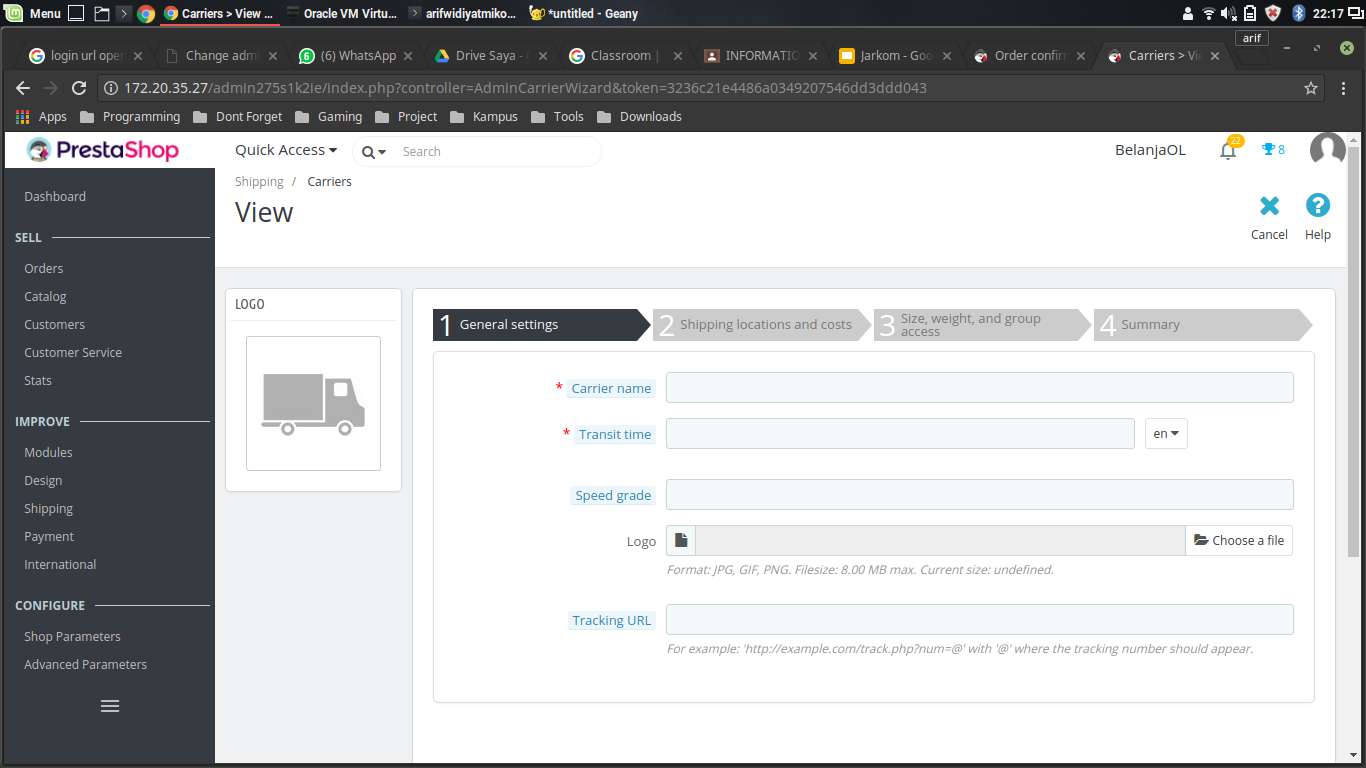 Menu
Carriers > View ...
Oracle VM Virtu...
arifwidiyatmiko...
*untitled - Geany
22:17
arif
login url oper
Change admi
(6) WhatsApp
Drive Saya - G
Classroom |
INFORMATIO
Jarkom - Goo
Order confir
Carriers > Vie
172.20.35.27/admin275s1k2ie/index.php?controller=AdminCarrierWizard&token=3236c21e4486a0349207546dd3ddd043
Apps
Programming
Dont Forget
Gaming
Project
Kampus
Tools
Downloads
PrestaShop
Quick Access
Search
BelanjaOL
22
8
Shipping / Carriers
View
Cancel
Help
Dashboard
SELL
Orders
Catalog
Customers
Customer Service
Stats
IMPROVE
Modules
Design
Shipping
Payment
International
CONFIGURE
Shop Parameters
Advanced Parameters
LOGO
1 General settings
2 Shipping locations and costs
3 Size, weight, and group
access
4 Summary
* Carrier name
* Transit time
en
Speed grade
Logo
Choose a file
Format: JPG, GIF, PNG. Filesize: 8.00 MB max. Current size: undefined.
Tracking URL
For example: 'http://example.com/track.php?num=@' with '@' where the tracking number should appear.